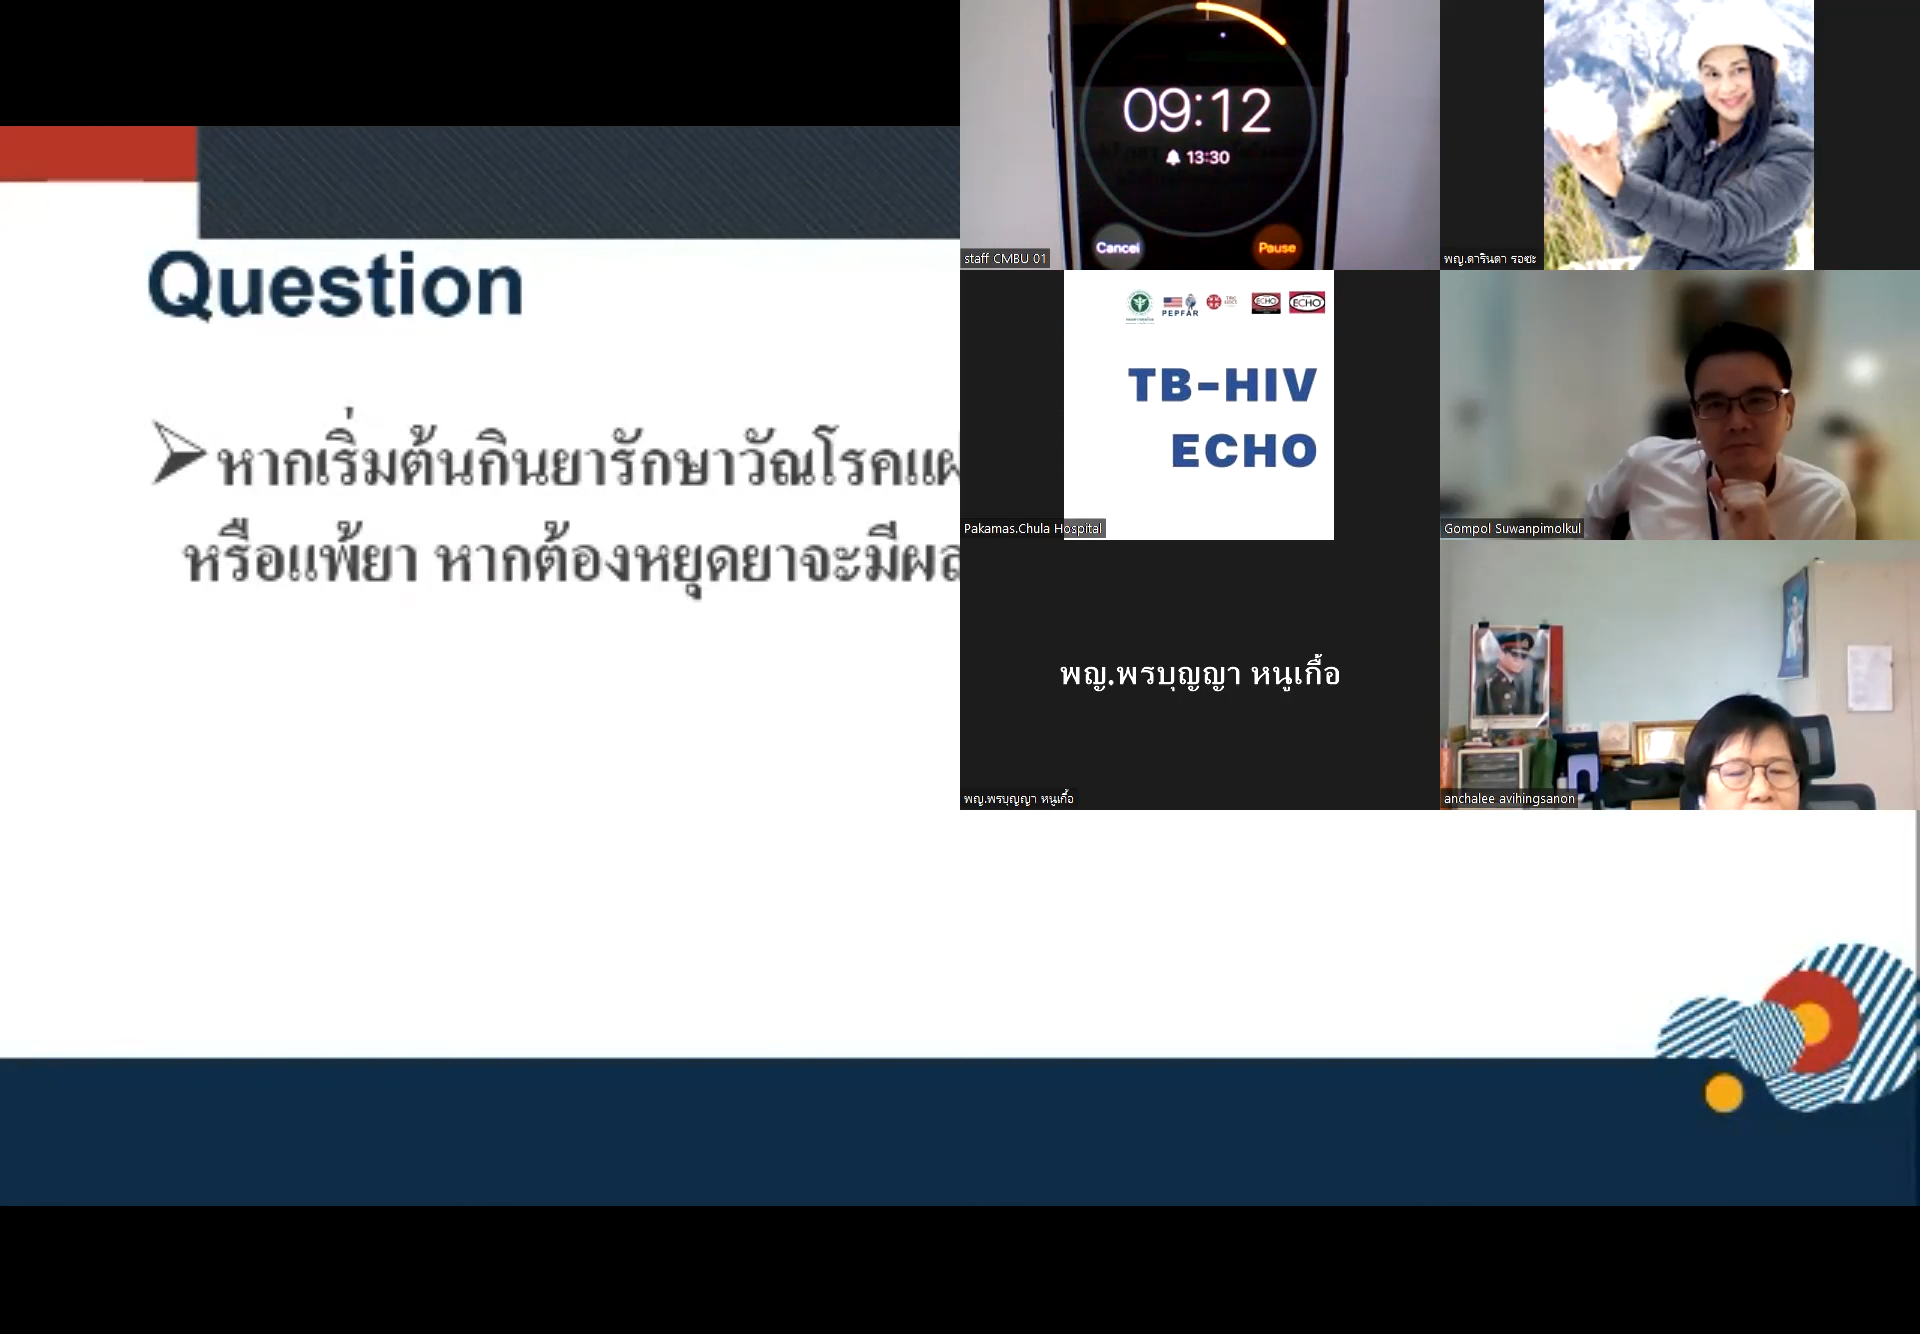 Question
หากเริ่มต้นกินยารักษาวัณโรคแฝ
หรือแพ้ยา หากต้องหยุดยาจะมีผล
09:12
13:30
Cancel
Pause
staff CMBU 01
พญ.ดารินดา รอซะ
PEPFAR
ECHO
ECHO
TB-HIV
ECHO
Pakamas.Chula Hospital
Gompol Suwanpimolkul
พญ.พรบุญญา หนูเกื้อ
พญ.พรบุญญา หนูเกื้อ
anchalee avihingsanon